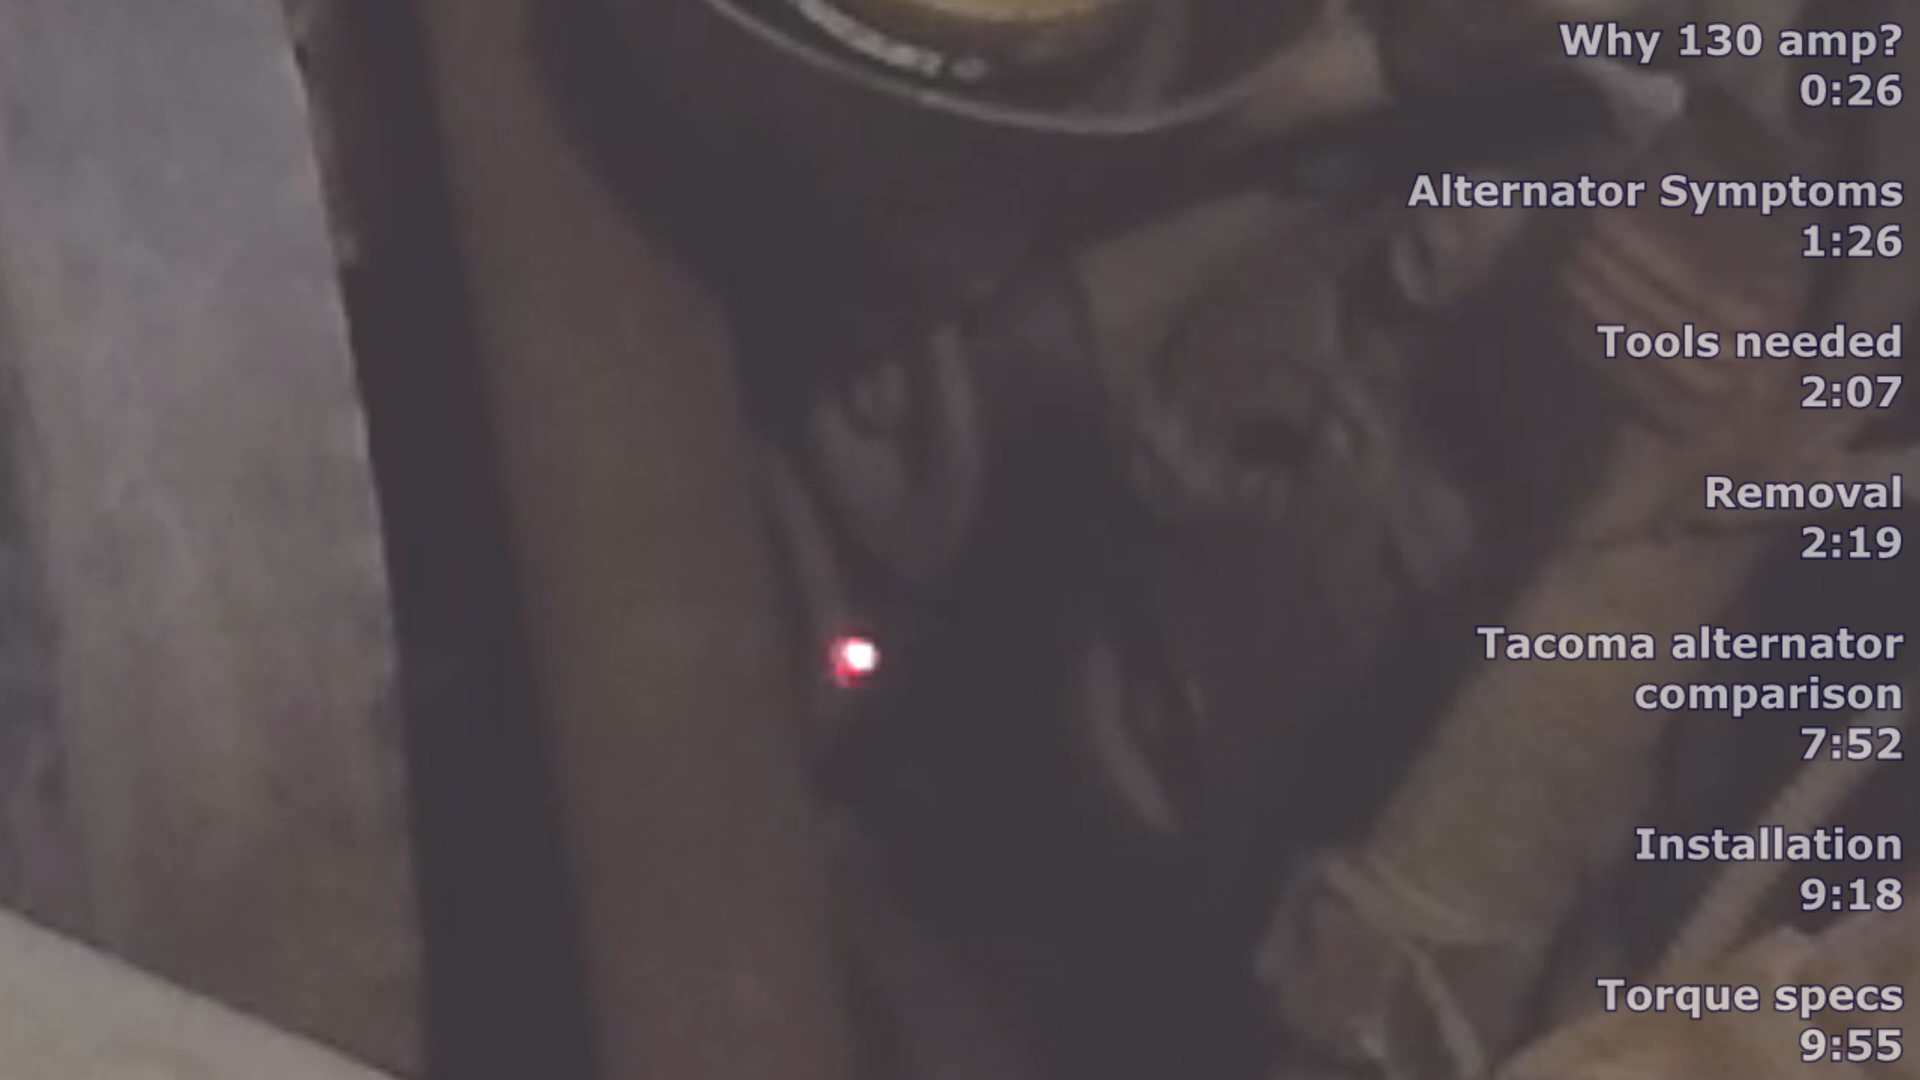 Why 130 amp?
0:26
Alternator Symptoms
1:26
Tools needed
2:07
Removal
2:19
Tacoma alternator
comparison
7:52
Installation
9:18
Torque specs
9:55